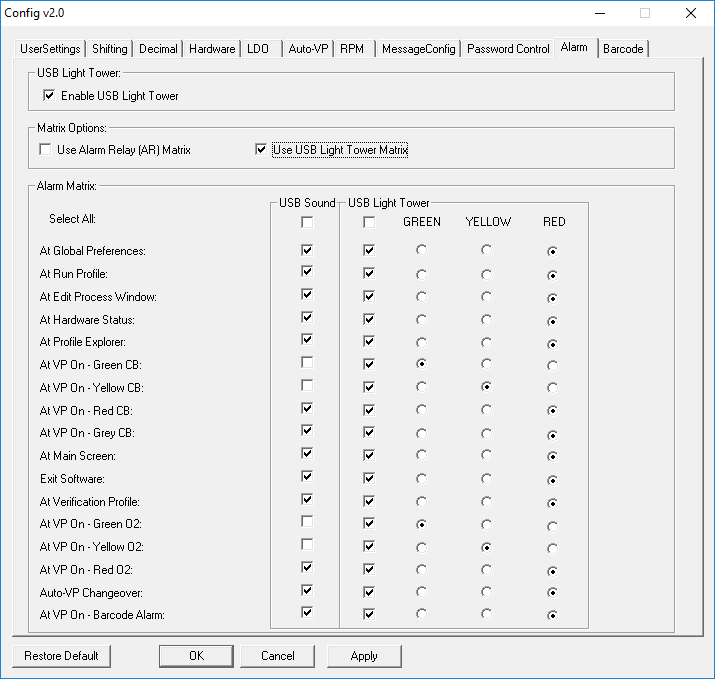 Config v2.0
UserSettings Shifting Decimal Hardware LDO Auto-VP RPM MessageConfig Password Control Alarm Barcode
USB Light Tower:
Enable USB Light Tower
Matrix Options:
Use Alarm Relay (AR) Matrix Use USB Light Tower Matrix
Alarm Matrix:
USB Sound USB Light Tower
Select All: GREEN YELLOW RED
At Global Preferences:
At Run Profile:
At Edit Process Window:
At Hardware Status:
At Profile Explorer:
At VP On - Green CB:
At VP On - Yellow CB:
At VP On - Red CB:
At VP On - Grey CB:
At Main Screen:
Exit Software:
At Verification Profile:
At VP On - Green O2:
At VP On - Yellow O2:
At VP On - Red O2:
Auto-VP Changeover:
At VP On - Barcode Alarm:
Restore Default OK Cancel Apply